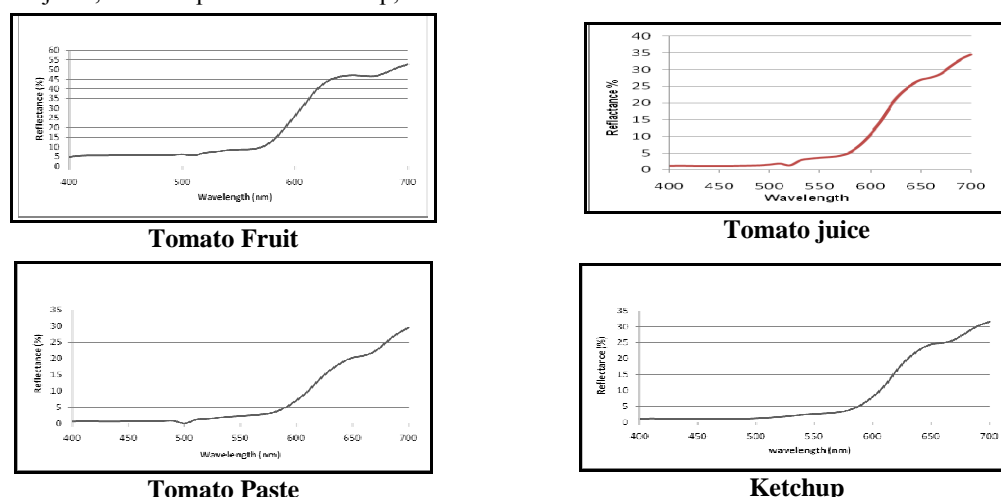 60
55
50
45
40
35
30
25
20
15
10
5
0
Reflectance (%)
400 500 600 700
Wavelength (nm)
Tomato Fruit
40
35
30
25
20
15
10
5
0
Reflactance %
400 450 500 550 600 650 700
Wavelength
Tomato juice
35
30
25
20
15
10
5
0
Reflectance (%)
400 450 500 550 600 650 700
Wavelength (nm)
Tomato Paste
35
30
25
20
15
10
5
0
Reflectance (%)
400 450 500 550 600 650 700
wavelength (nm)
Ketchup